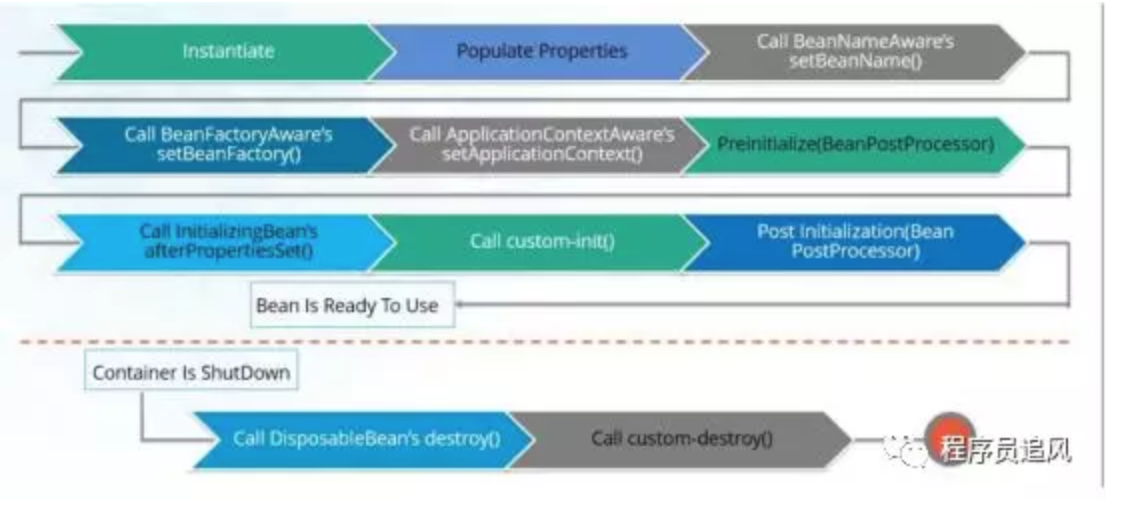 Instantiate
Populate Properties
Call BeanNameAware's
setBeanName()
Call BeanFactoryAware's
setBeanFactory()
Call ApplicationContextAware's
setApplicationContext()
Preinitialize(BeanPostProcessor)
Call InitializingBean's
afterPropertiesSet()
Call custom-init()
Post Initialization(Bean
PostProcessor)
Bean Is Ready To Use
Container Is ShutDown
Call DisposableBean's destroy()
Call custom-destroy()
程序员追风